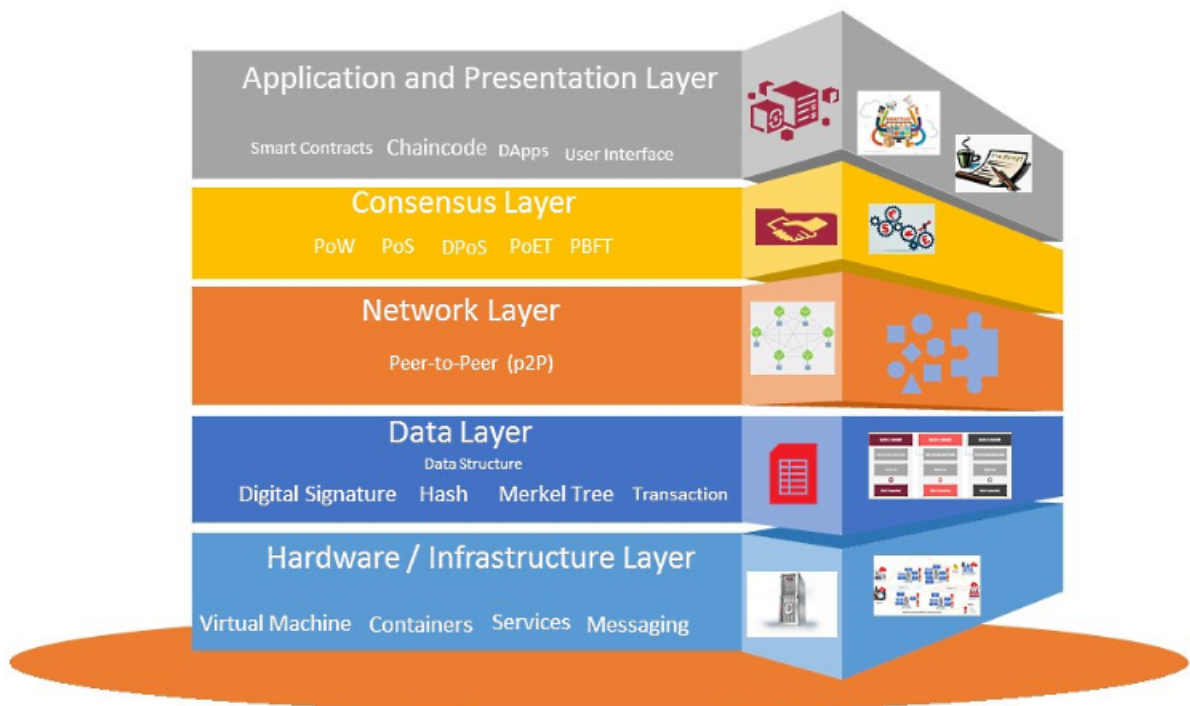 Application and Presentation Layer
Smart Contracts Chaincode DApps User Interface
Consensus Layer
PoW PoS DPoS PoET PBFT
Network Layer
Peer-to-Peer (p2P)
Data Layer
Data Structure
Digital Signature Hash Merkel Tree Transaction
Hardware / Infrastructure Layer
Virtual Machine Containers Services Messaging